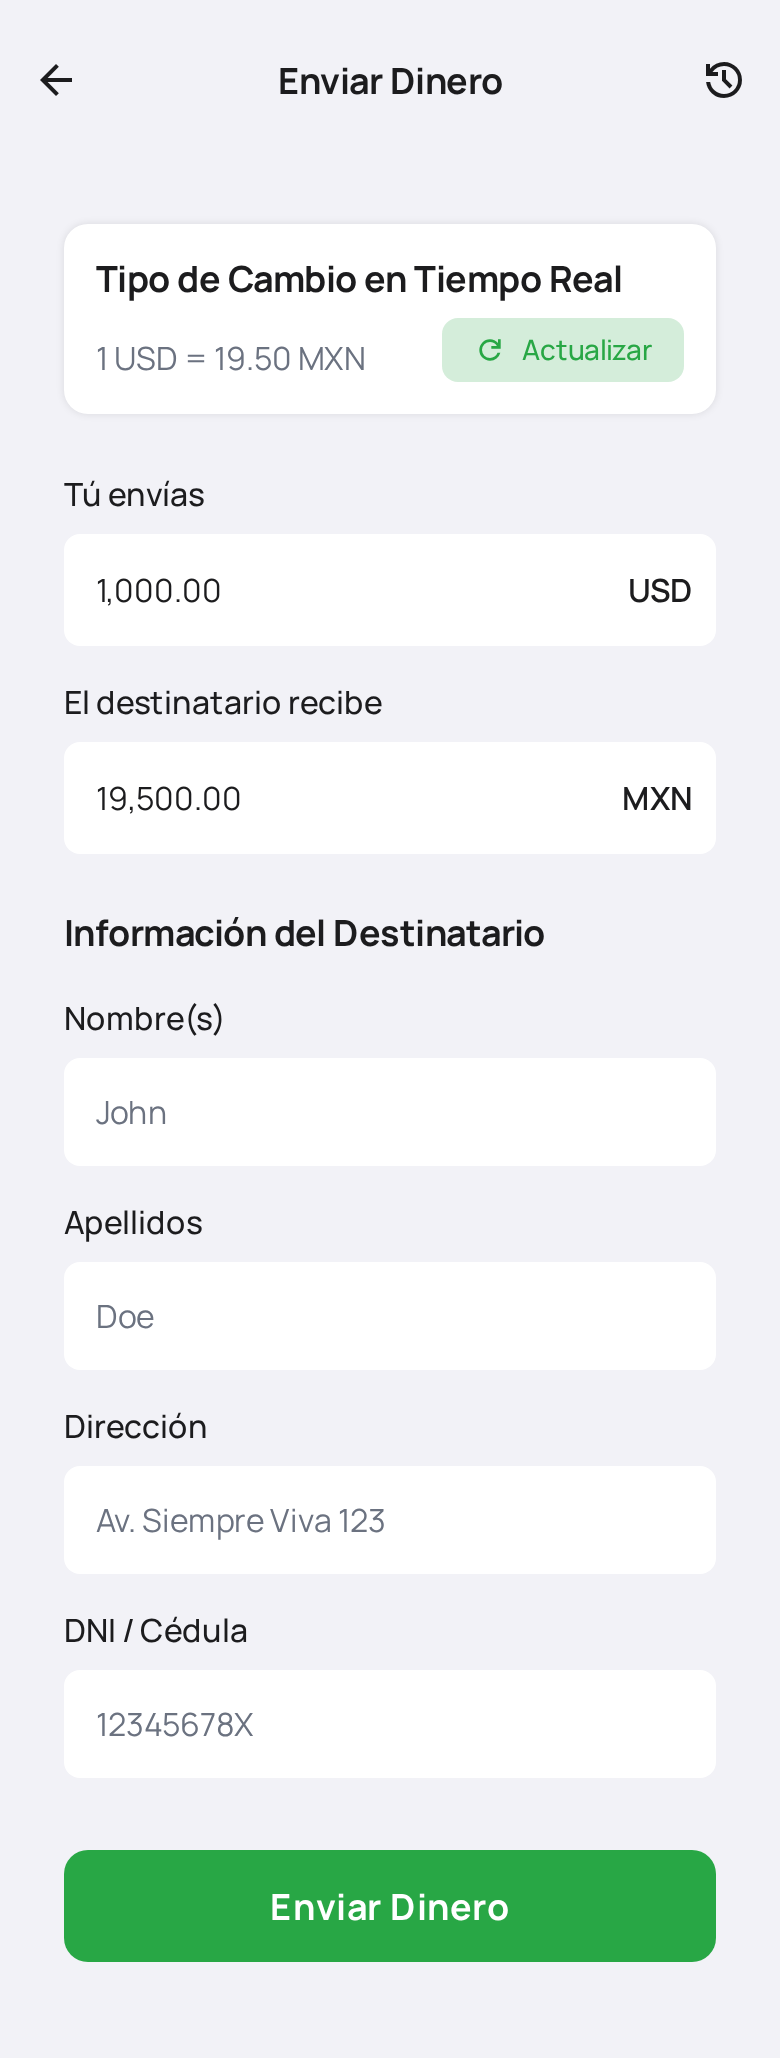 Enviar Dinero
Tipo de Cambio en Tiempo Real
1 USD = 19.50 MXN
Actualizar
Tú envías
1,000.00 USD
El destinatario recibe
19,500.00 MXN
Información del Destinatario
Nombre(s)
John
Apellidos
Doe
Dirección
Av. Siempre Viva 123
DNI / Cédula
12345678X
Enviar Dinero